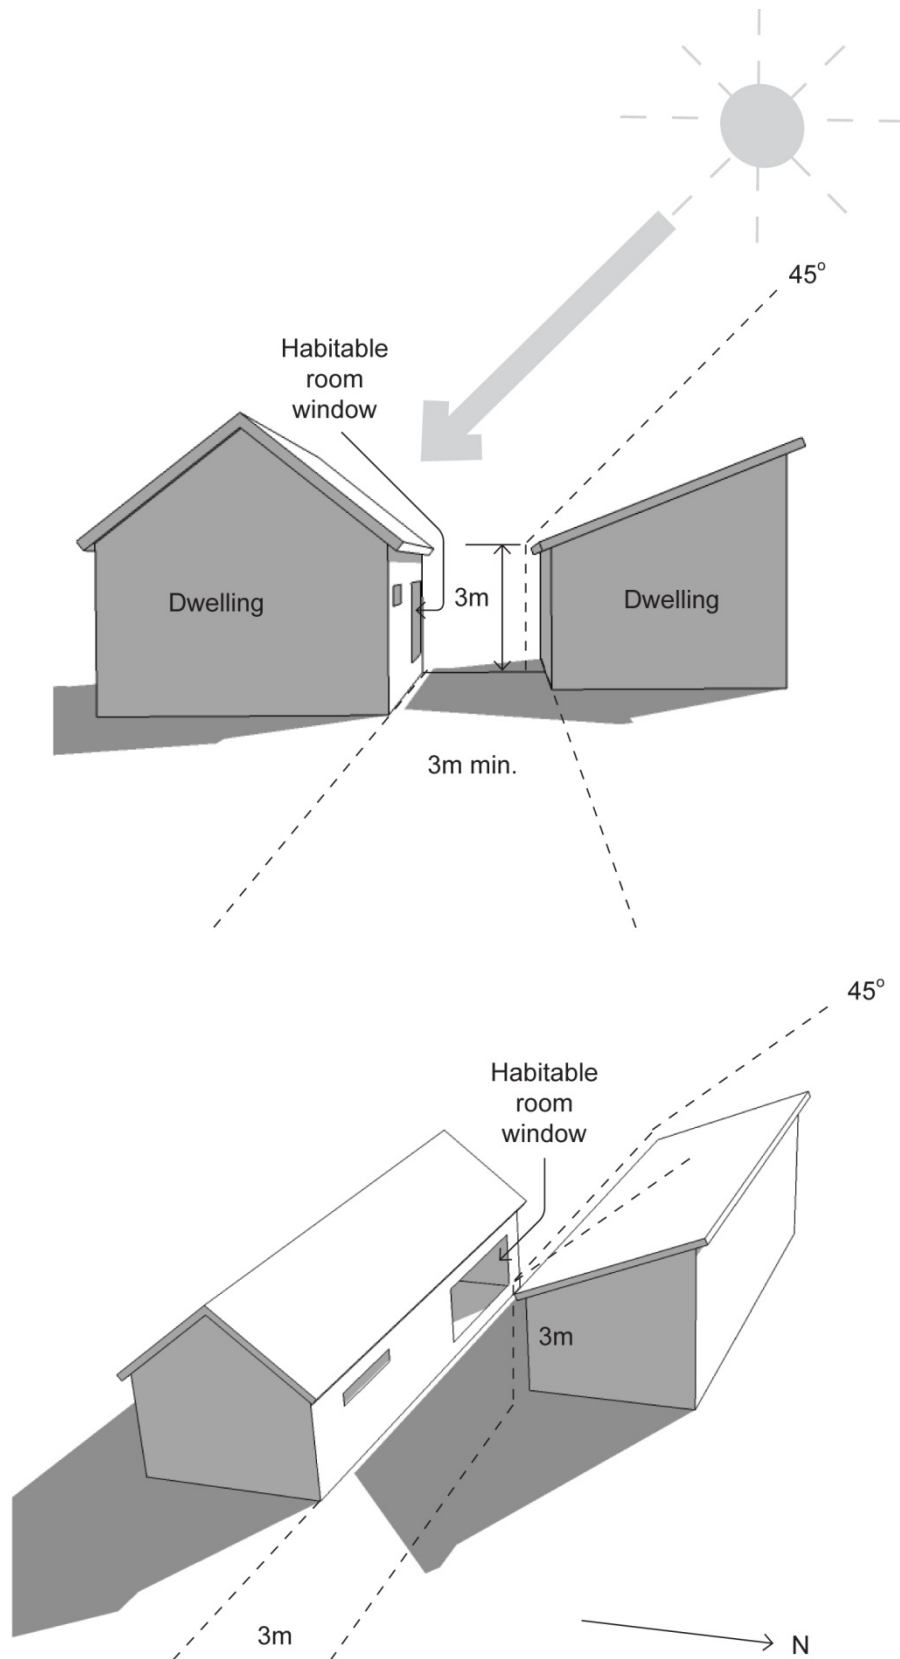 45°
Habitable
room
window
3m
Dwelling
Dwelling
3m min.
45°
Habitable
room
window
3m
3m
N